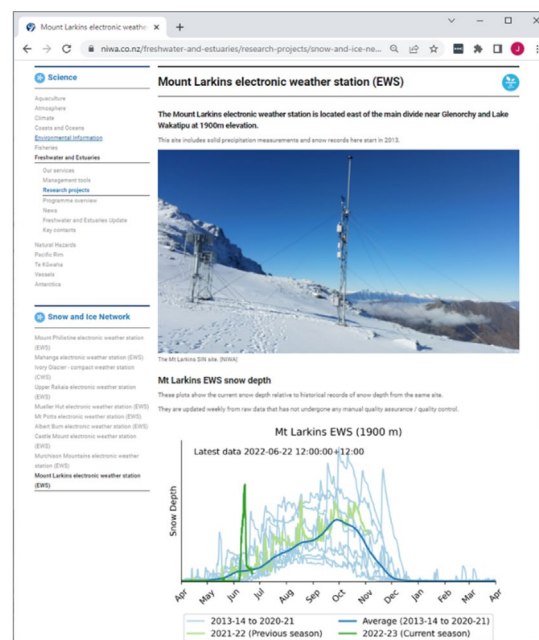 Mount Larkins electronic weathe
niwa.co.nz/freshwater-and-estuaries/research-projects/snow-and-ice-ne...
Science
Aquaculture
Atmosphere
Climate
Coasts and Oceans
Environmental Information
Fisheries
Freshwater and Estuaries
Our services
Management tools
Research projects
Programme overview
News
Freshwater and Estuaries Update
Key contacts
Natural Hazards
Pacific Rim
Te Kūwaha
Vessels
Antarctica
Snow and Ice Network
Mount Philistine electronic weather station
(EWS)
Mahanga electronic weather station (EWS)
Ivory Glacier - compact weather station
(CWS)
Upper Rakaia electronic weather station
(EWS)
Mueller Hut electronic weather station (EWS)
Mt Potts electronic weather station (EWS)
Albert Burn electronic weather station (EWS)
Castle Mount electronic weather station
(EWS)
Murchison Mountains electronic weather
station (EWS)
Mount Larkins electronic weather station
(EWS)
Mount Larkins electronic weather station (EWS)
The Mount Larkins electronic weather station is located east of the main divide near Glenorchy and Lake
Wakatipu at 1900m elevation.
This site includes solid precipitation measurements and snow records here start in 2013.
The Mt Larkins SIN site. [NIWA]
Mt Larkins EWS snow depth
These plots show the current snow depth relative to historical records of snow depth from the same site.
They are updated weekly from raw data that has not undergone any manual quality assurance / quality control.
Mt Larkins EWS (1900 m)
Latest data 2022-06-22 12:00:00+12:00
Snow Depth
Apr May Jun Jul Aug Sep Oct Nov Dec Jan Feb Mar Apr
2013-14 to 2020-21 Average (2013-14 to 2020-21)
2021-22 (Previous season) 2022-23 (Current season)